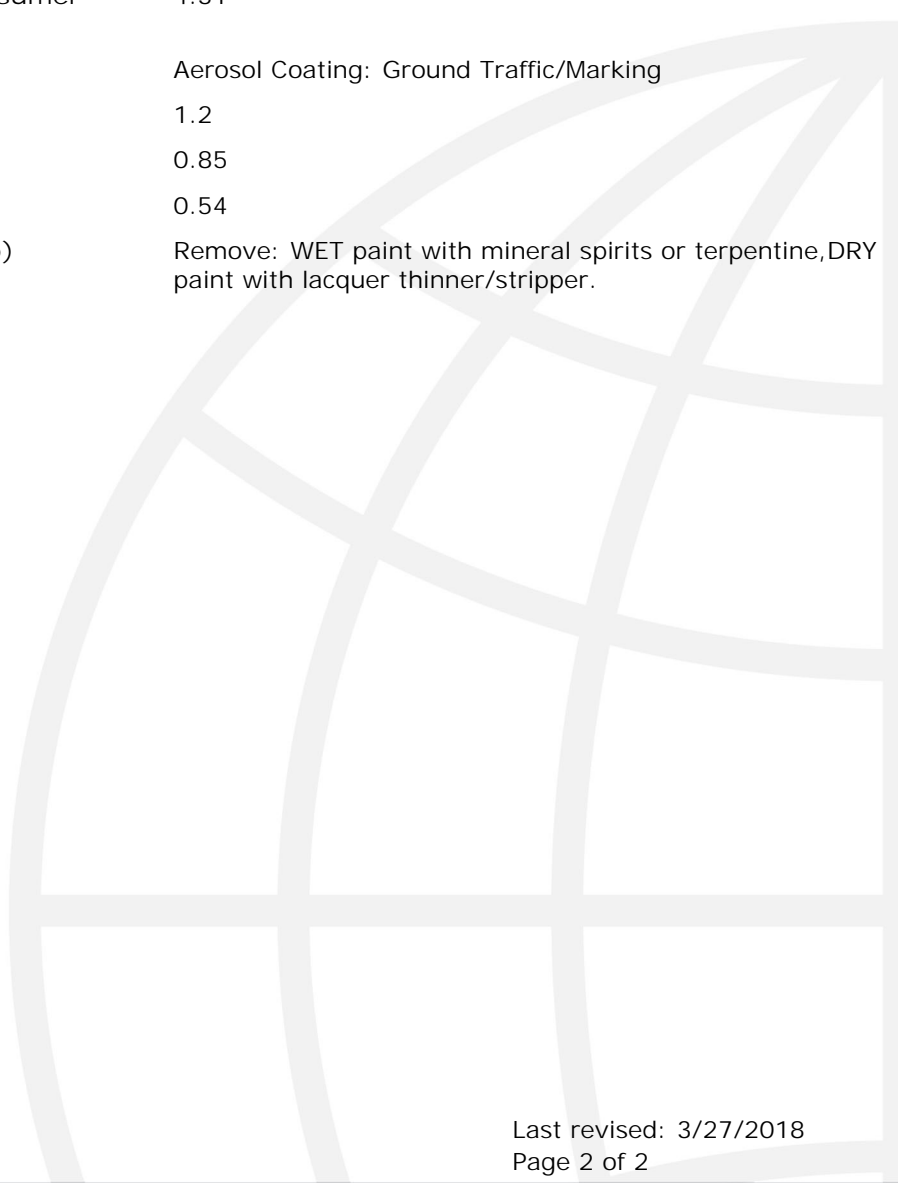 Aerosol Coating: Ground Traffic/Marking
1.2
0.85
0.54
) Remove: WET paint with mineral spirits or terpentine,DRY
paint with lacquer thinner/stripper.
Last revised: 3/27/2018
Page 2 of 2